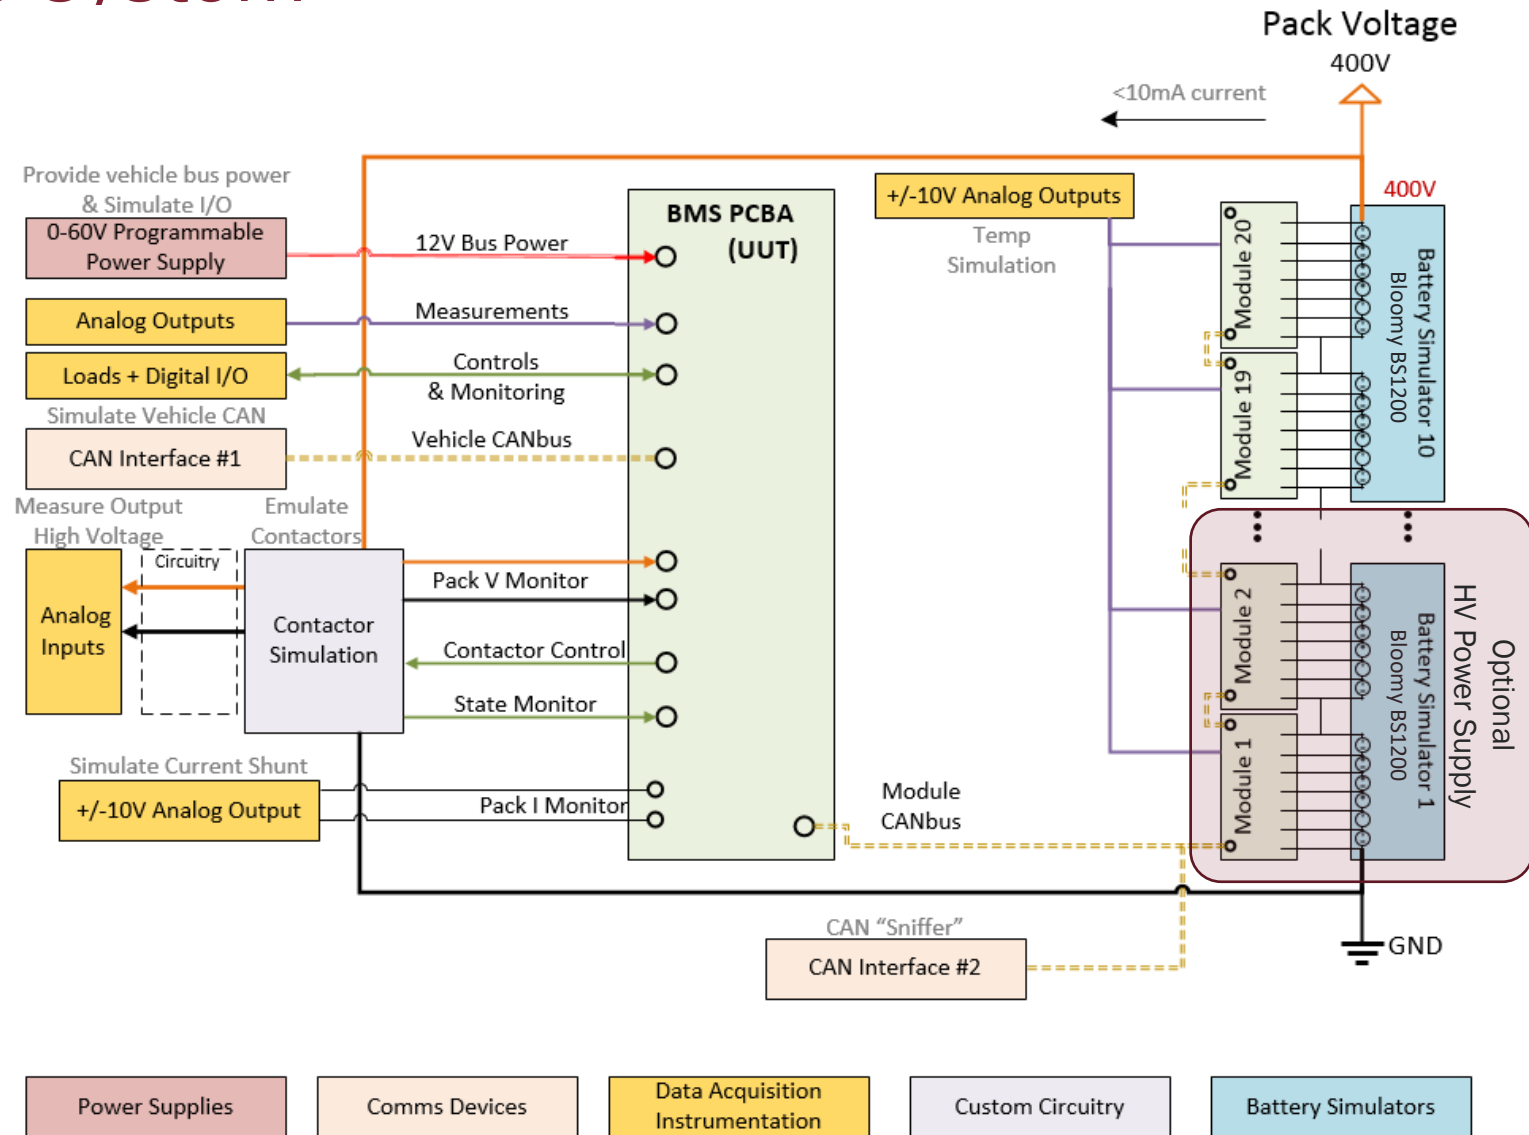 Pack Voltage
400V
<10mA current
Provide vehicle bus power
& Simulate I/O
0-60V Programmable
Power Supply
12V Bus Power
BMS PCBA
(UUT)
+/-10V Analog Outputs
Temp
Simulation
400V
Module 20
Battery Simulator 10
Bloomy BS1200
Analog Outputs
Measurements
Loads + Digital I/O
Controls
& Monitoring
Module 19
Simulate Vehicle CAN
CAN Interface #1
Vehicle CANbus
Measure Output
High Voltage
Emulate
Contactors
Circuitry
Analog
Inputs
Contactor
Simulation
Pack V Monitor
Contactor Control
State Monitor
Module 2
Battery Simulator 1
Bloomy BS1200
Optional
HV Power Supply
Module 1
Simulate Current Shunt
+/-10V Analog Output
Pack I Monitor
Module
CANbus
CAN “Sniffer”
CAN Interface #2
GND
Power Supplies
Comms Devices
Data Acquisition
Instrumentation
Custom Circuitry
Battery Simulators